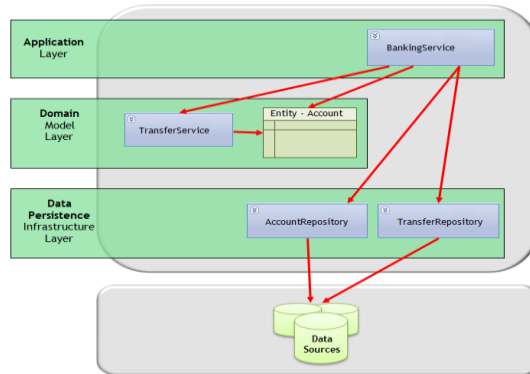 Application
Layer
BankingService
Domain
Model
Layer
TransferService
Entity - Account
Data
Persistence
Infrastructure
Layer
AccountRepository
TransferRepository
Data
Sources